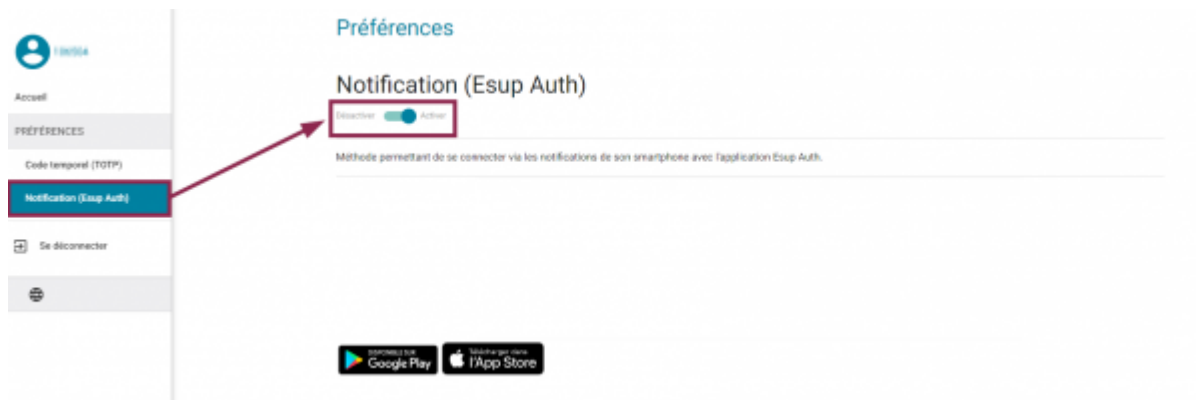 Accueil
PRÉFÉRENCES
Code temporel (TOTP)
Notification (Esup Auth)
Se déconnecter
Préférences
Notification (Esup Auth)
Désactiver Activer
Méthode permettant de se connecter via les notifications de son smartphone avec l'application Esup Auth.
DISPONIBLE SUR
Google Play
Télécharger dans
l'App Store